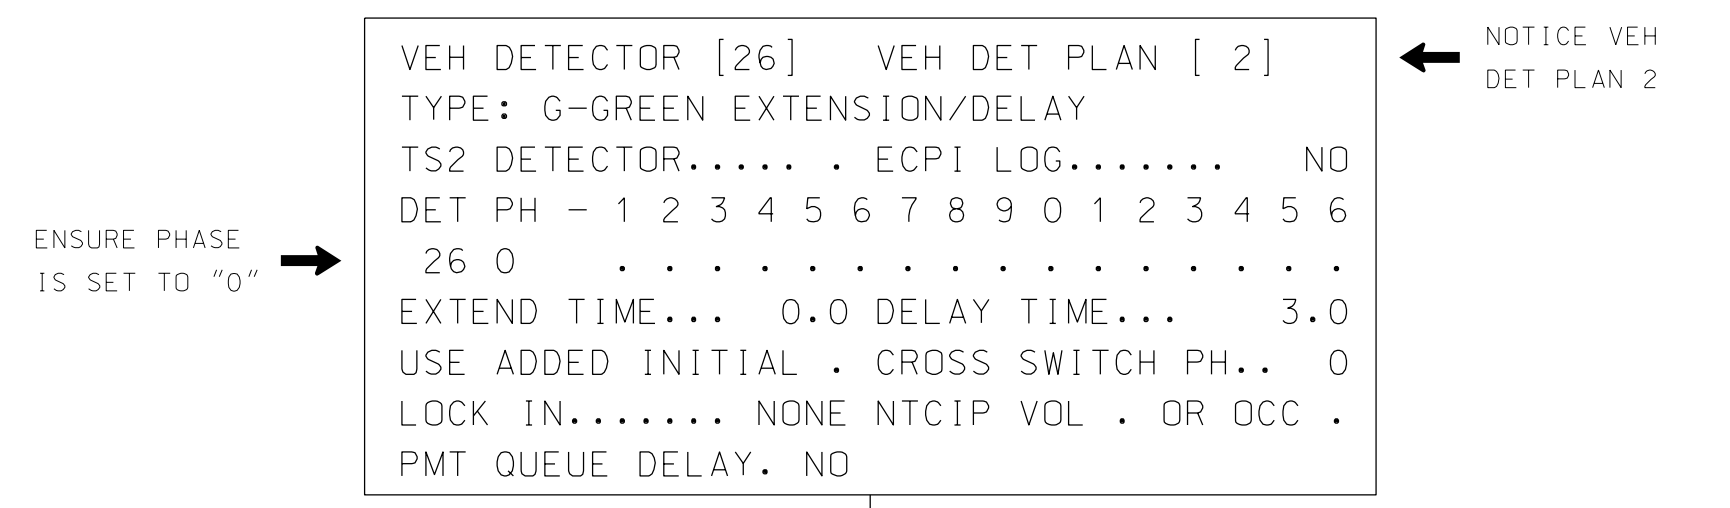 VEH DETECTOR [26] VEH DET PLAN [ 2]
TYPE: G-GREEN EXTENSION/DELAY
TS2 DETECTOR..... . ECPI LOG....... NO
DET PH - 1 2 3 4 5 6 7 8 9 0 1 2 3 4 5 6
26 0 . . . . . . . . . . . . . . . .
EXTEND TIME... 0.0 DELAY TIME... 3.0
USE ADDED INITIAL . CROSS SWITCH PH.. 0
LOCK IN....... NONE NTCIP VOL . OR OCC .
PMT QUEUE DELAY. NO
NOTICE VEH
DET PLAN 2
ENSURE PHASE
IS SET TO "0"